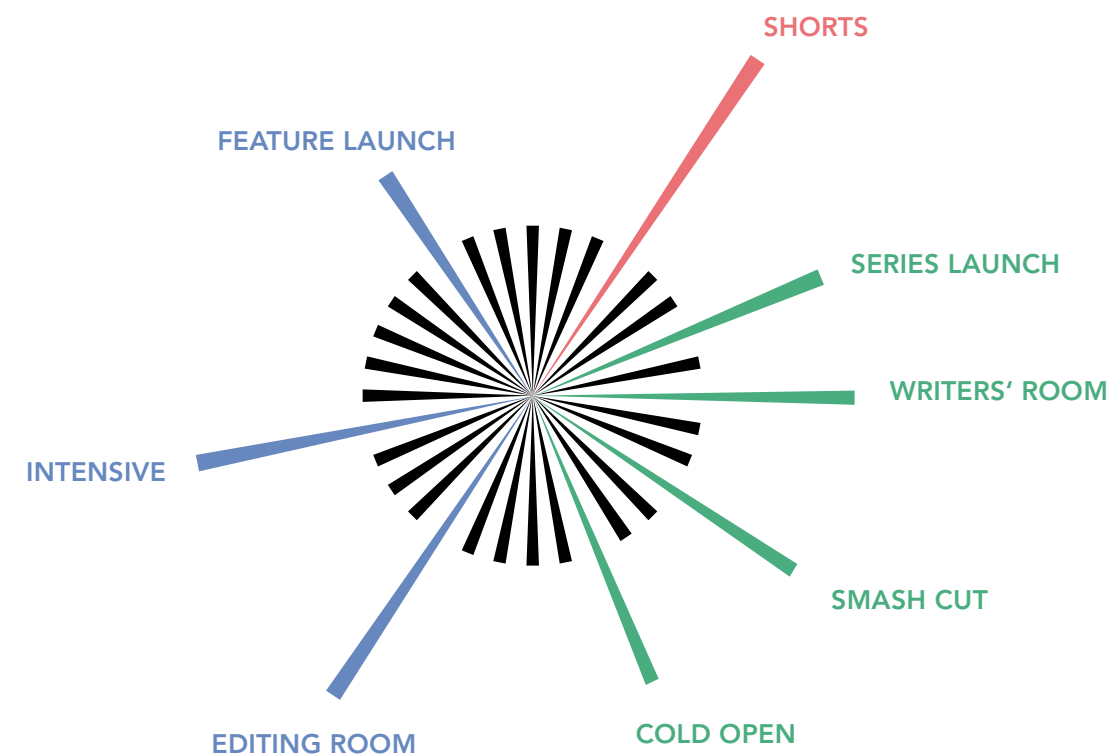 SHORTS
FEATURE LAUNCH
SERIES LAUNCH
WRITERS’ ROOM
INTENSIVE
SMASH CUT
COLD OPEN
EDITING ROOM